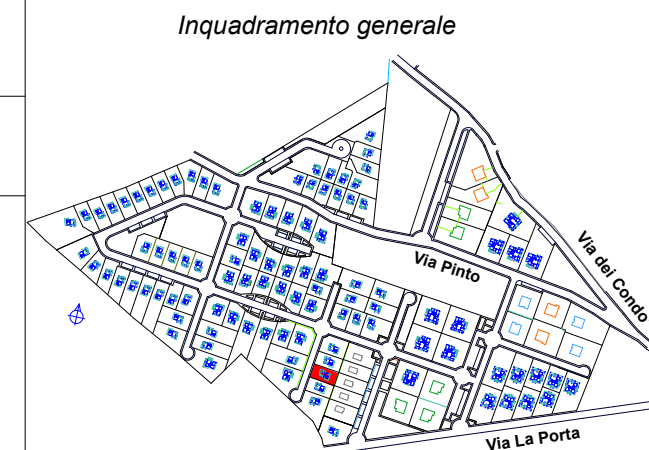 Inquadramento generale
Via dei Condo
Via Pinto
Via La Porta